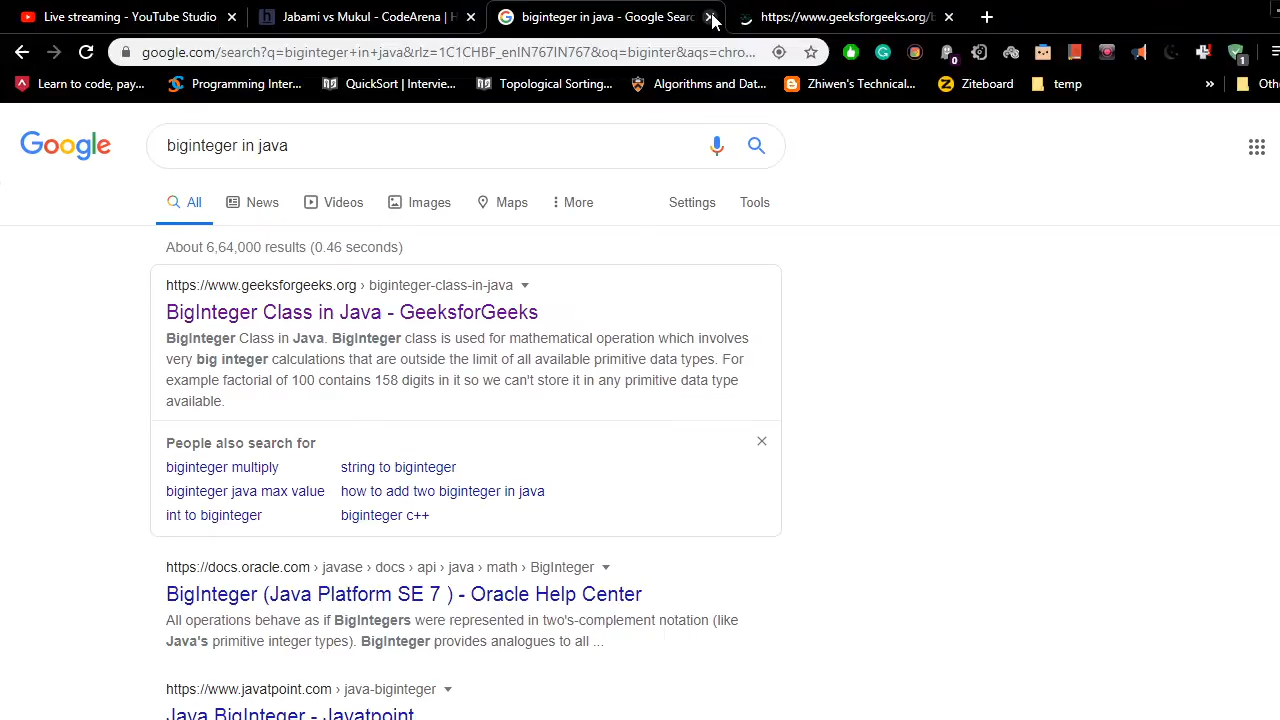 Live streaming - YouTube Studio
Jabami vs Mukul - CodeArena | H
biginteger in java - Google Searc
https://www.geeksforgeeks.org/b
google.com/search?q=biginteger+in+java&rlz=1C1CHBF_enIN767IN767&oq=biginter&aqs=chro...
0
1
Learn to code, pay...
Programming Inter...
QuickSort | Intervie...
Topological Sorting...
Algorithms and Dat...
Zhiwen's Technical...
Ziteboard
temp
»
Othe
Google
biginteger in java
All
News
Videos
Images
Maps
More
Settings
Tools
About 6,64,000 results (0.46 seconds)
https://www.geeksforgeeks.org › biginteger-class-in-java
BigInteger Class in Java - GeeksforGeeks
BigInteger Class in Java. BigInteger class is used for mathematical operation which involves
very big integer calculations that are outside the limit of all available primitive data types. For
example factorial of 100 contains 158 digits in it so we can't store it in any primitive data type
available.
People also search for
biginteger multiply
string to biginteger
biginteger java max value
how to add two biginteger in java
int to biginteger
biginteger c++
https://docs.oracle.com › javase › docs › api › java › math › BigInteger
BigInteger (Java Platform SE 7 ) - Oracle Help Center
All operations behave as if BigIntegers were represented in two's-complement notation (like
Java's primitive integer types). BigInteger provides analogues to all ...
https://www.javatpoint.com › java-biginteger
Java BigInteger - Javatpoint